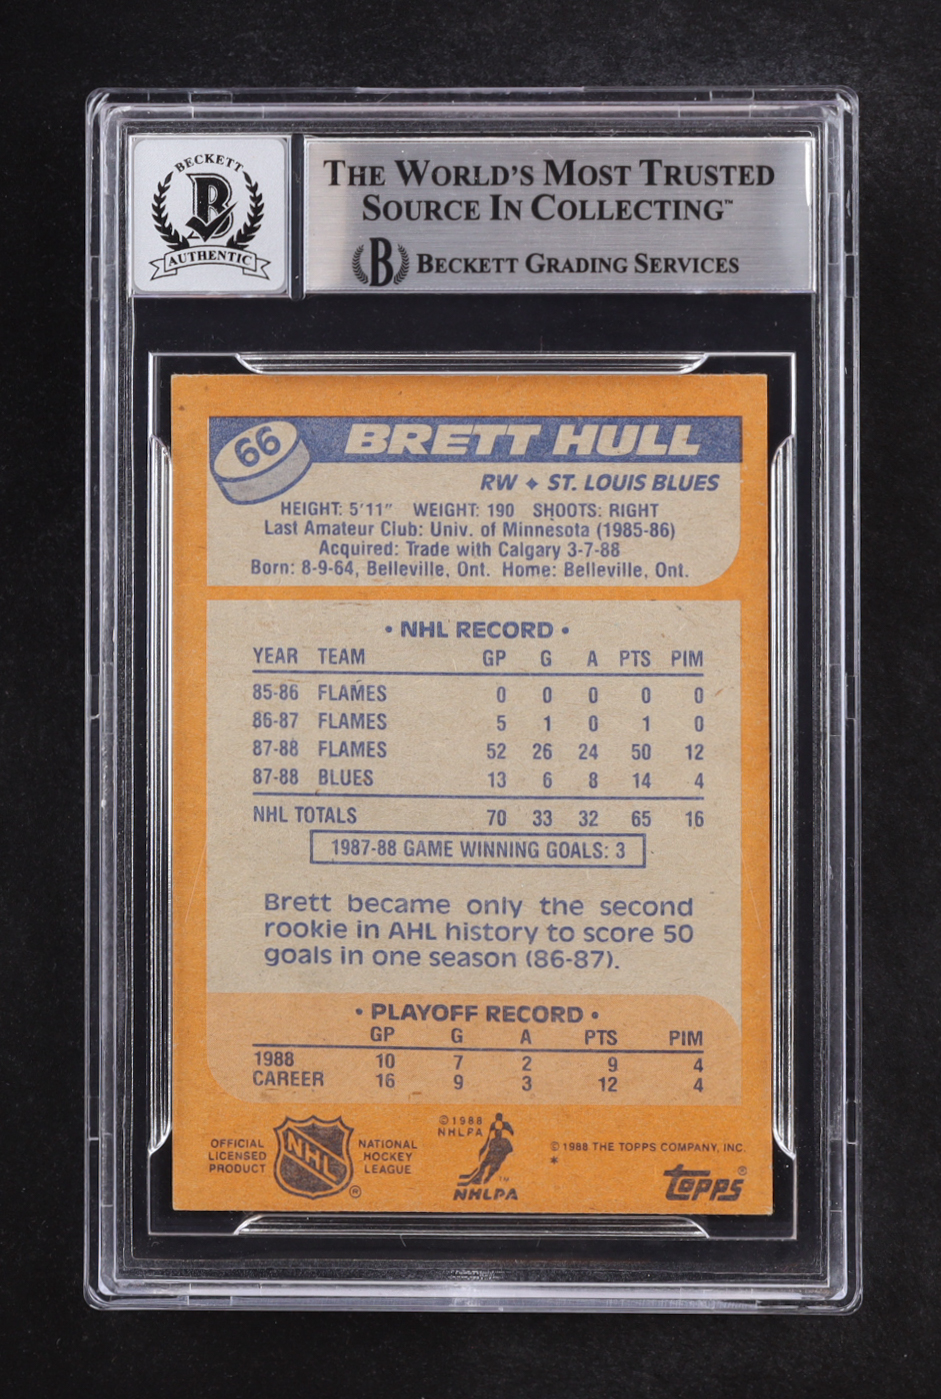 BECKETT
B
AUTHENTIC
THE WORLD'S MOST TRUSTED
SOURCE IN COLLECTING™
B BECKETT GRADING SERVICES
66 BRETT HULL
RW ♦ ST. LOUIS BLUES
HEIGHT: 5'11" WEIGHT: 190 SHOOTS: RIGHT
Last Amateur Club: Univ. of Minnesota (1985-86)
Acquired: Trade with Calgary 3-7-88
Born: 8-9-64, Belleville, Ont. Home: Belleville, Ont.
• NHL RECORD •
YEAR TEAM GP G A PTS PIM
85-86 FLAMES 0 0 0 0 0
86-87 FLAMES 5 1 0 1 0
87-88 FLAMES 52 26 24 50 12
87-88 BLUES 13 6 8 14 4
NHL TOTALS 70 33 32 65 16
1987-88 GAME WINNING GOALS: 3
Brett became only the second
rookie in AHL history to score 50
goals in one season (86-87).
• PLAYOFF RECORD •
GP G A PTS PIM
1988 10 7 2 9 4
CAREER 16 9 3 12 4
OFFICIAL
LICENSED
PRODUCT
NHL
®
NATIONAL
HOCKEY
LEAGUE
©1988
NHLPA
TM
NHLPA
© 1988 THE TOPPS COMPANY, INC.
*
TOPPS®